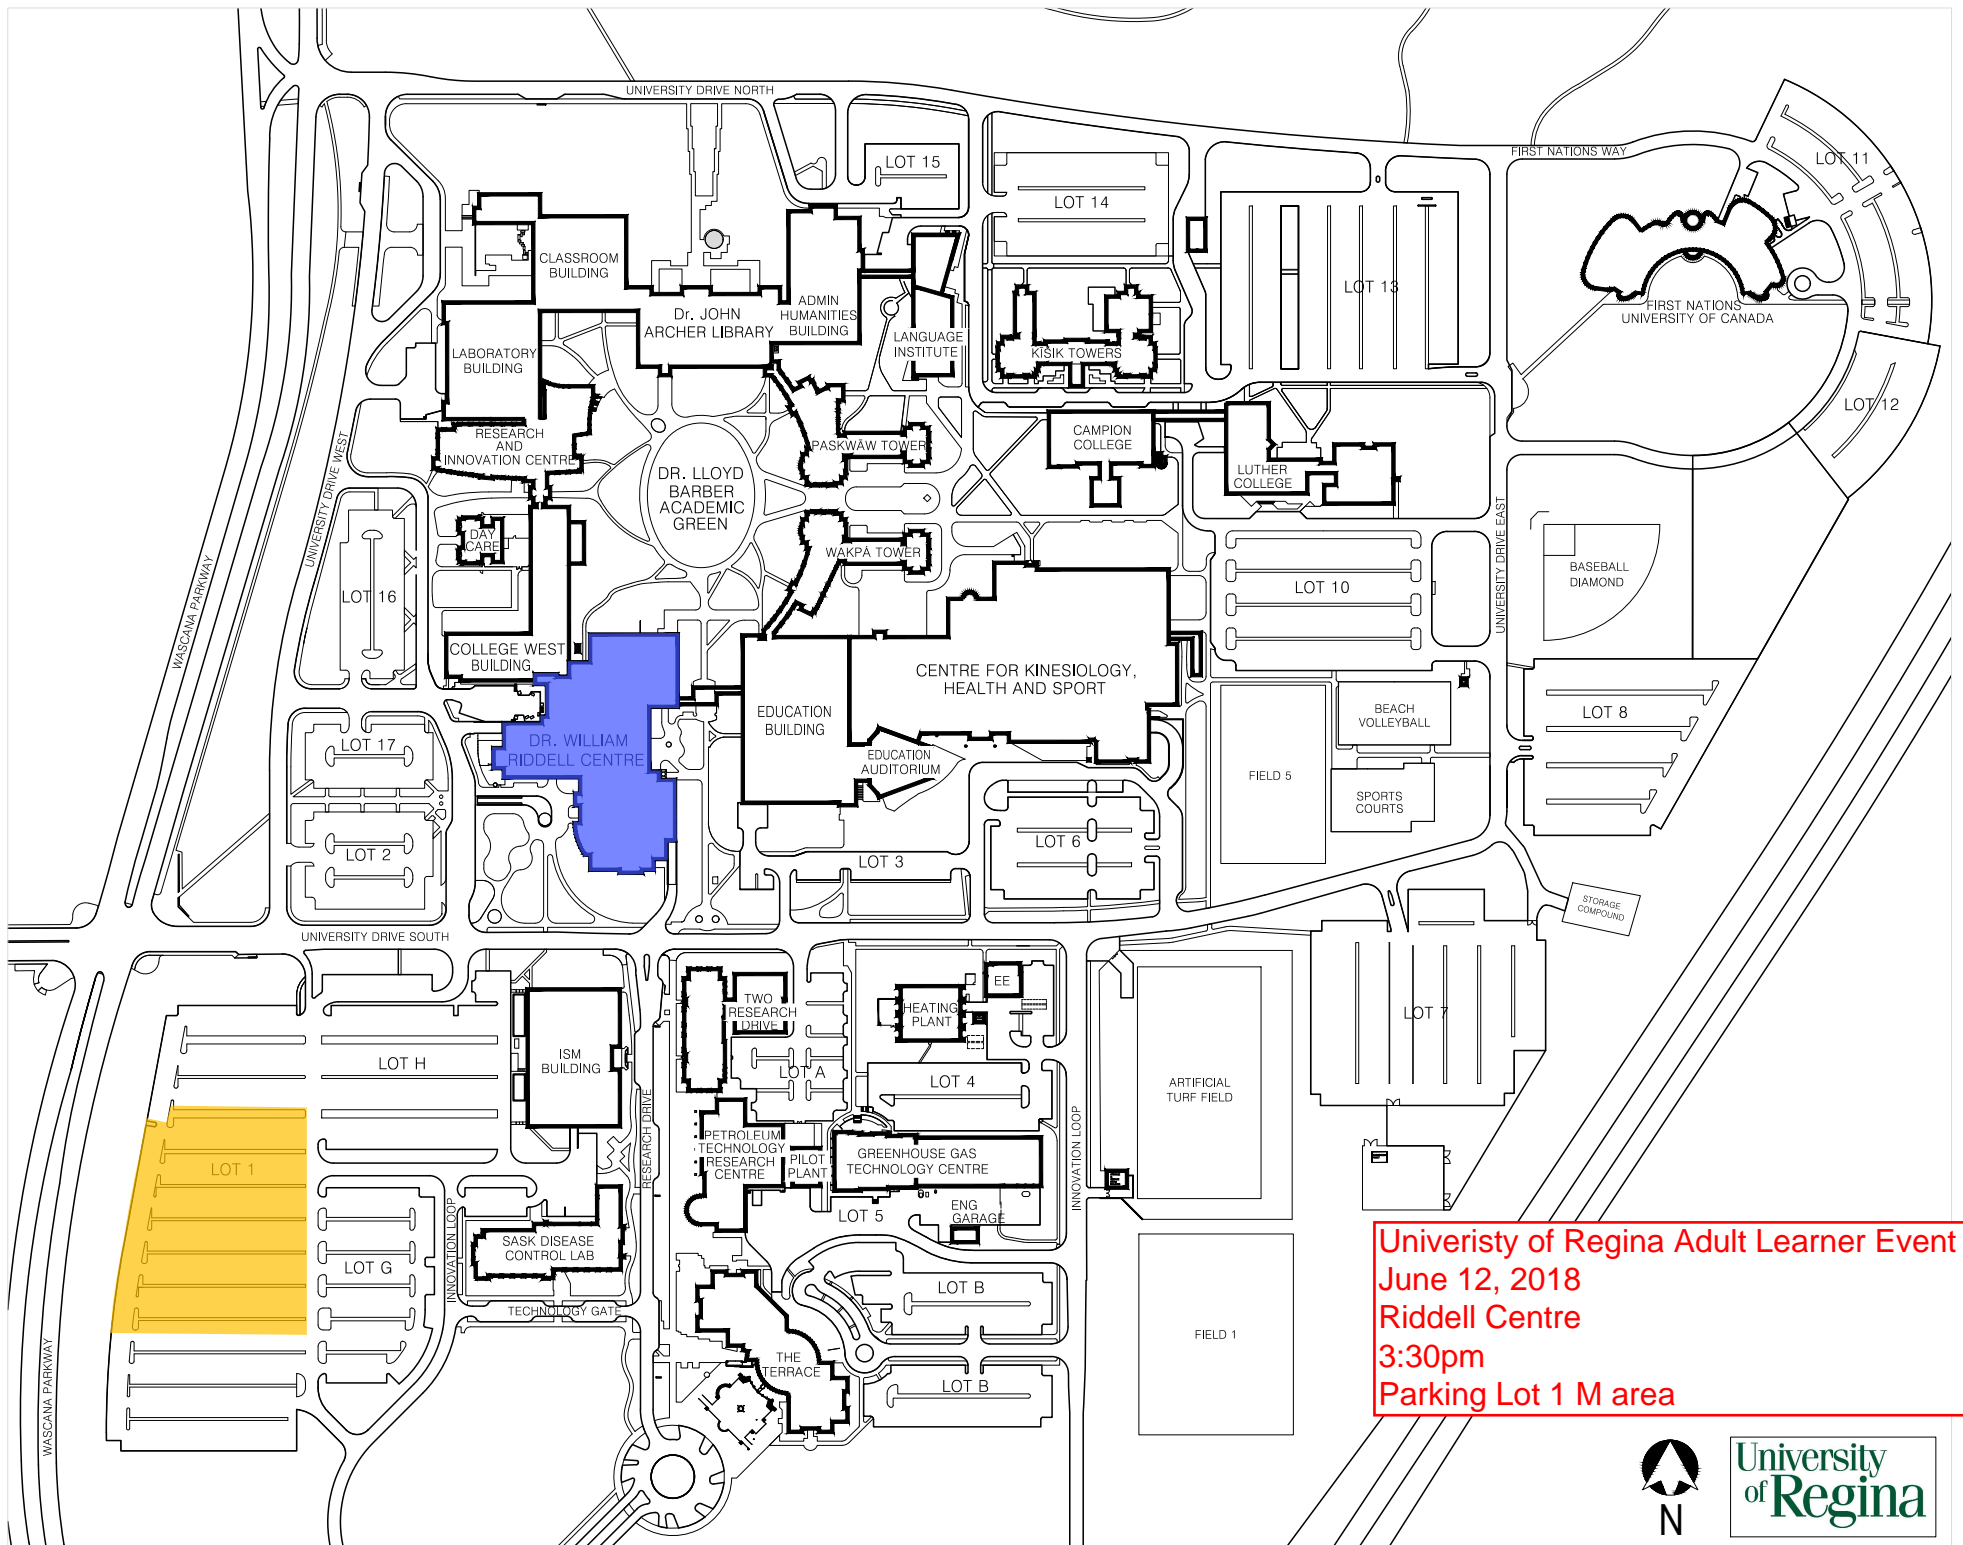 UNIVERSITY DRIVE NORTH
FIRST NATIONS WAY
LOT 11
LOT 15
LOT 14
CLASSROOM
BUILDING
LOT 13
ADMIN
HUMANITIES
BUILDING
Dr. JOHN
ARCHER LIBRARY
FIRST NATIONS
UNIVERSITY OF CANADA
LANGUAGE
INSTITUTE
KĪSIK TOWERS
LABORATORY
BUILDING
LOT 12
RESEARCH
AND
INNOVATION CENTRE
PASKWĀW TOWER
CAMPION
COLLEGE
LUTHER
COLLEGE
DR. LLOYD
BARBER
ACADEMIC
GREEN
UNIVERSITY DRIVE WEST
UNIVERSITY DRIVE EAST
DAY
CARE
WAKPĀ TOWER
BASEBALL
DIAMOND
WASCANA PARKWAY
LOT 16
LOT 10
COLLEGE WEST
BUILDING
CENTRE FOR KINESIOLOGY,
HEALTH AND SPORT
EDUCATION
BUILDING
BEACH
VOLLEYBALL
LOT 8
LOT 17
DR. WILLIAM
RIDDELL CENTRE
EDUCATION
AUDITORIUM
FIELD 5
SPORTS
COURTS
LOT 2
LOT 3
LOT 6
STORAGE
COMPOUND
UNIVERSITY DRIVE SOUTH
TWO
RESEARCH
DRIVE
EE
HEATING
PLANT
LOT 7
ISM
BUILDING
LOT H
LOT A
LOT 4
ARTIFICIAL
TURF FIELD
RESEARCH DRIVE
INNOVATION LOOP
PETROLEUM
TECHNOLOGY
RESEARCH
CENTRE
PILOT
PLANT
GREENHOUSE GAS
TECHNOLOGY CENTRE
LOT 1
LOT 5
ENG
GARAGE
INNOVATION LOOP
SASK DISEASE
CONTROL LAB
LOT G
LOT B
TECHNOLOGY GATE
FIELD 1
THE
TERRACE
LOT B
WASCANA PARKWAY
Univeristy of Regina Adult Learner Event
June 12, 2018
Riddell Centre
3:30pm
Parking Lot 1 M area
N
University
of Regina